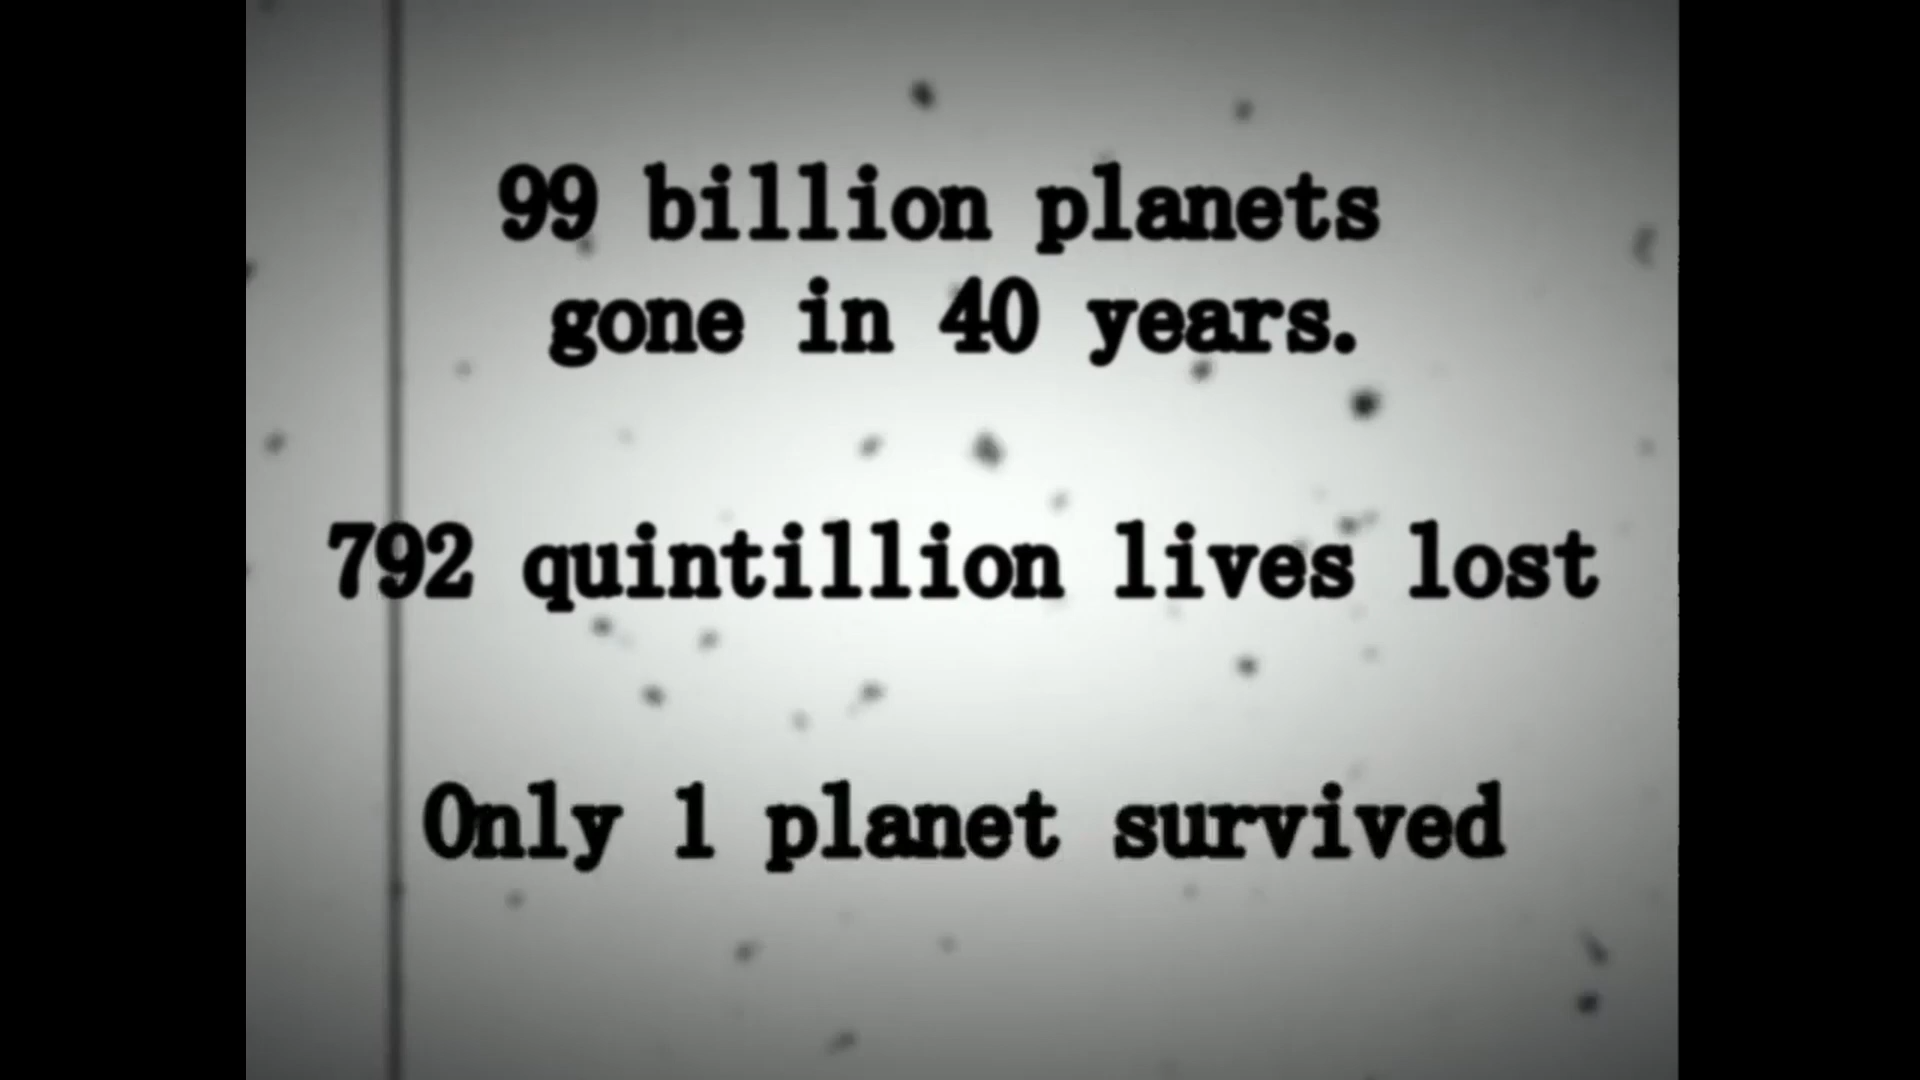 99 billion planets
gone in 40 years.
792 quintillion lives lost
Only 1 planet survived